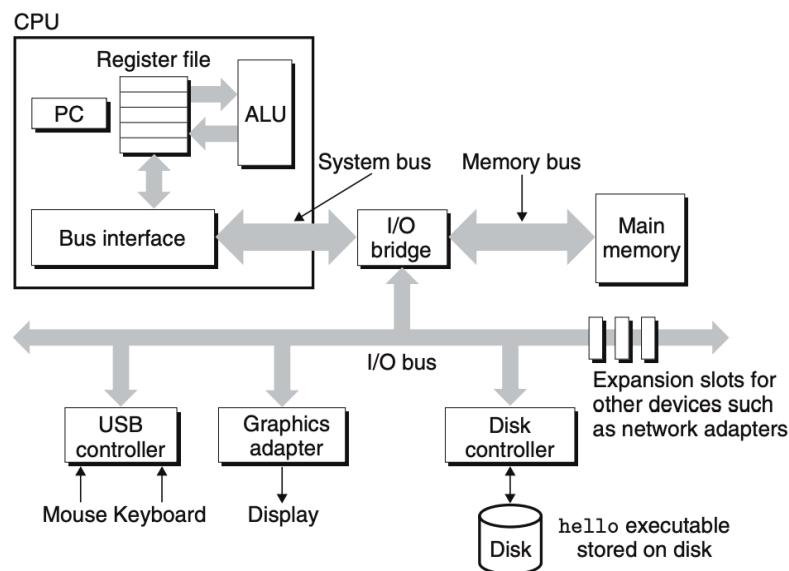 CPU
Register file
PC
ALU
System bus
Memory bus
Bus interface
I/O
bridge
Main
memory
I/O bus
Expansion slots for
other devices such
as network adapters
USB
controller
Graphics
adapter
Disk
controller
Mouse Keyboard
Display
Disk
hello executable
stored on disk